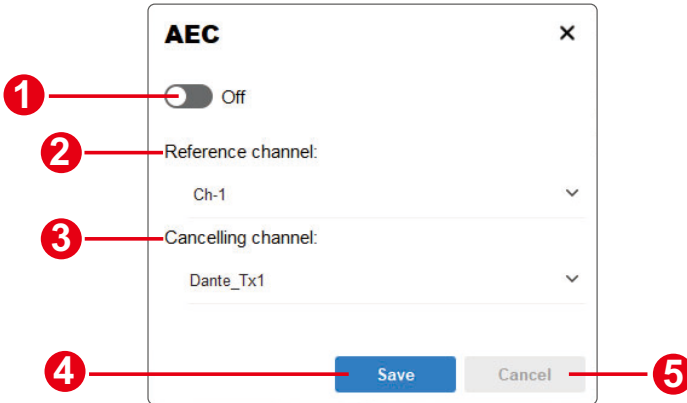 AEC
1 Off
2 Reference channel:
Ch-1
3 Cancelling channel:
Dante_Tx1
4 Save Cancel 5